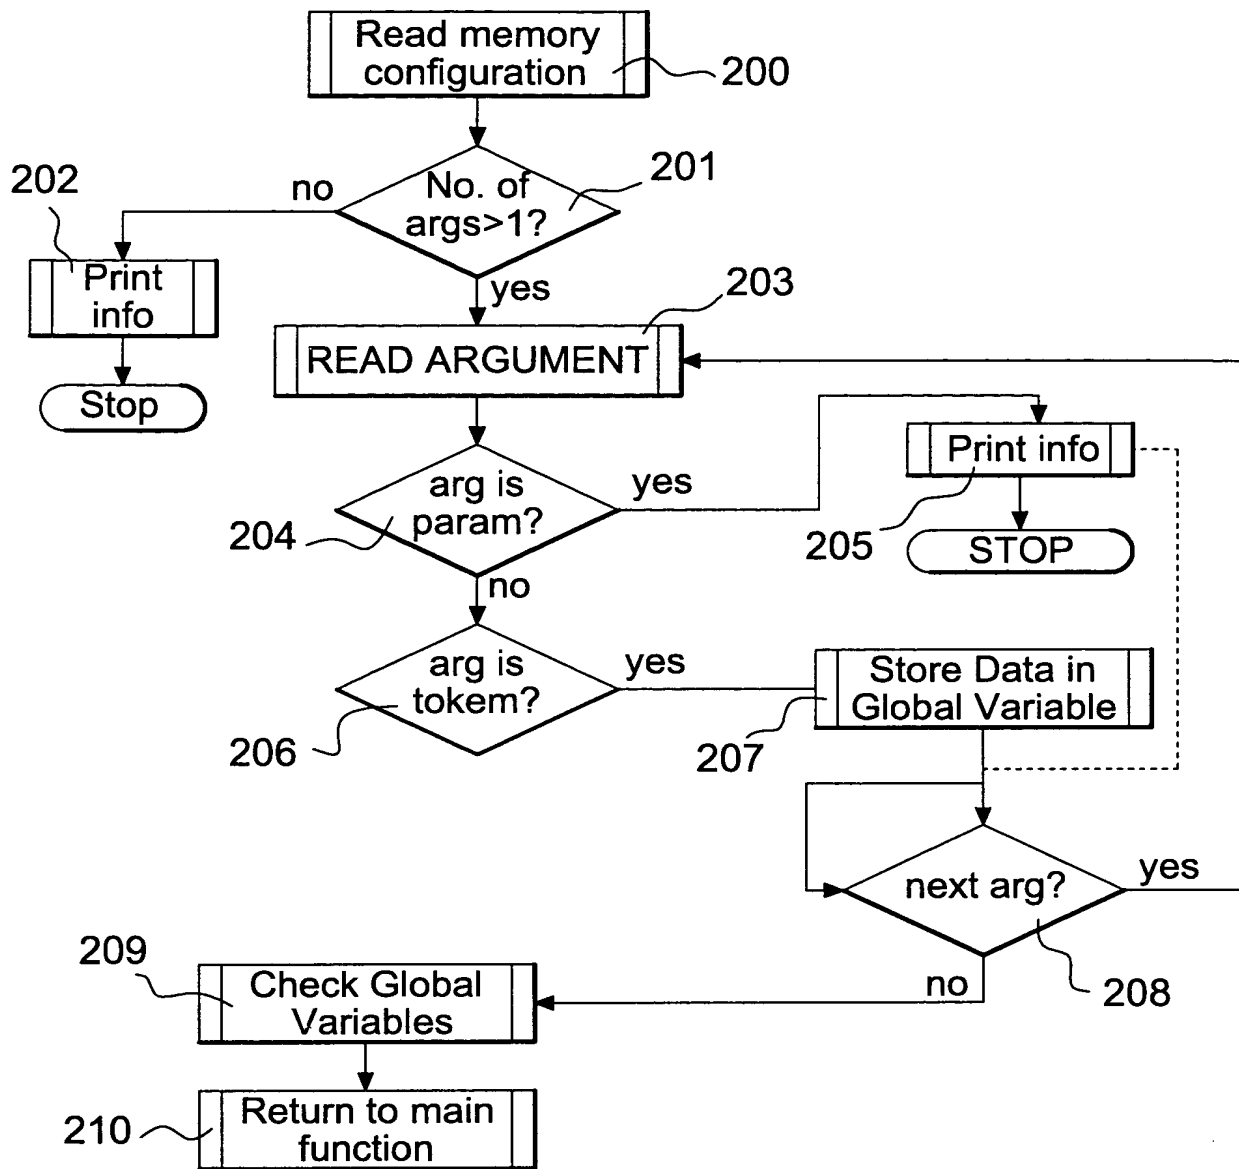 Read memory
configuration
200
201
202
no
No. of
args>1?
Print
info
yes
203
READ ARGUMENT
Stop
Print info
arg is
param?
yes
204
205
STOP
no
arg is
tokem?
yes
Store Data in
Global Variable
206
207
next arg?
yes
209
208
Check Global
Variables
no
Return to main
function
210